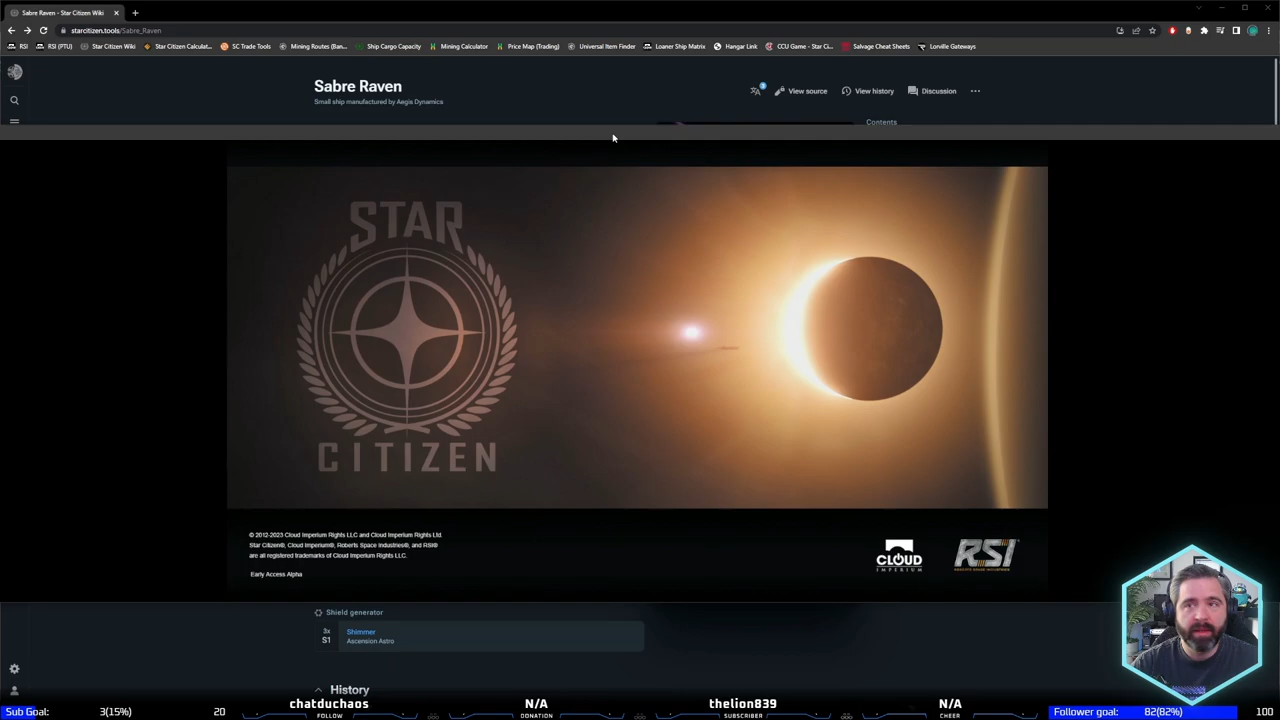 Sabre Raven - Star Citizen Wiki
starcitizen.tools/Sabre_Raven
RSI
RSI (PTU)
Star Citizen Wiki
Star Citizen Calculat...
SC Trade Tools
Mining Routes (Ban...
Ship Cargo Capacity
Mining Calculator
Price Map (Trading)
Universal Item Finder
Loaner Ship Matrix
Hangar Link
CCU Game - Star Ci...
Salvage Cheat Sheets
Lorville Gateways
Sabre Raven
Small ship manufactured by Aegis Dynamics
View source
View history
Discussion
Contents
STAR
CITIZEN
© 2012-2023 Cloud Imperium Rights LLC and Cloud Imperium Rights Ltd.
Star Citizen®, Cloud Imperium®, Roberts Space Industries®, and RSI®
are all registered trademarks of Cloud Imperium Rights LLC.
Early Access Alpha
CLOUD
IMPERIUM
RSI
Shield generator
3x
S1
Shimmer
Ascension Astro
History
Sub Goal: 3(15%) 20
chatduchaos
FOLLOW
N/A
DONATION
thelion839
SUBSCRIBER
N/A
CHEER
Follower goal: 82(82%) 100